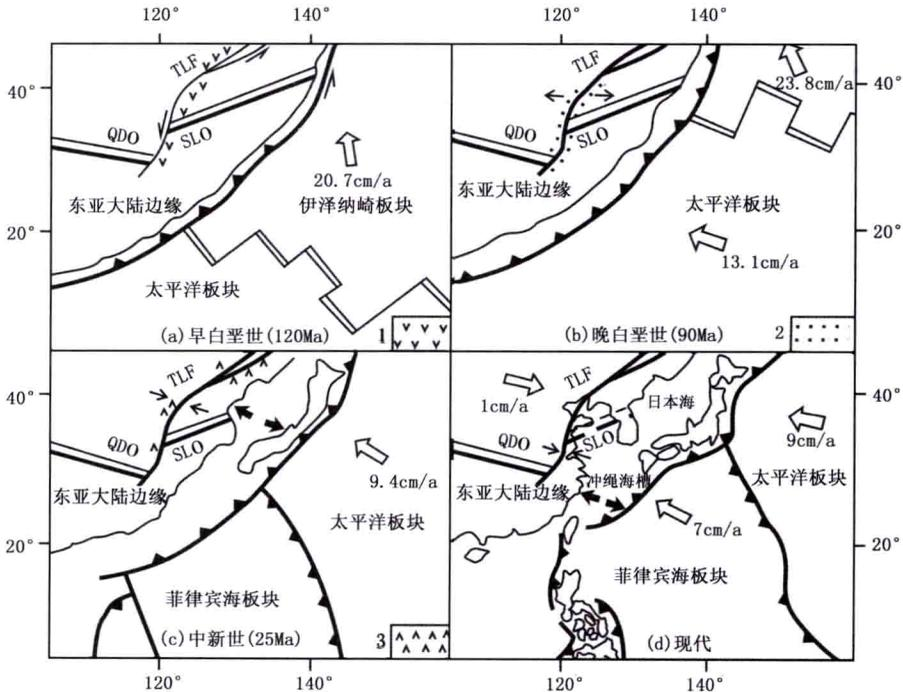 120° 140° 120° 140°
TLF
40°
QDO
SLO
20.7cm/a
东亚大陆边缘
伊泽纳崎板块
20°
太平洋板块
(a)早白垩世(120Ma)
1
TLF
23.8cm/a
40°
QDO
SLO
东亚大陆边缘
太平洋板块
20°
13.1cm/a
(b)晚白垩世(90Ma)
2
TLF
40°
QDO
SLO
9.4cm/a
东亚大陆边缘
太平洋板块
20°
菲律宾海板块
(c)中新世(25Ma)
3
TLF
40°
1cm/a
日本海
9cm/a
QDO
SLO
太平洋板块
东亚大陆边缘
冲绳海槽
7cm/a
20°
菲律宾海板块
(d)现代
120° 140° 120° 140°